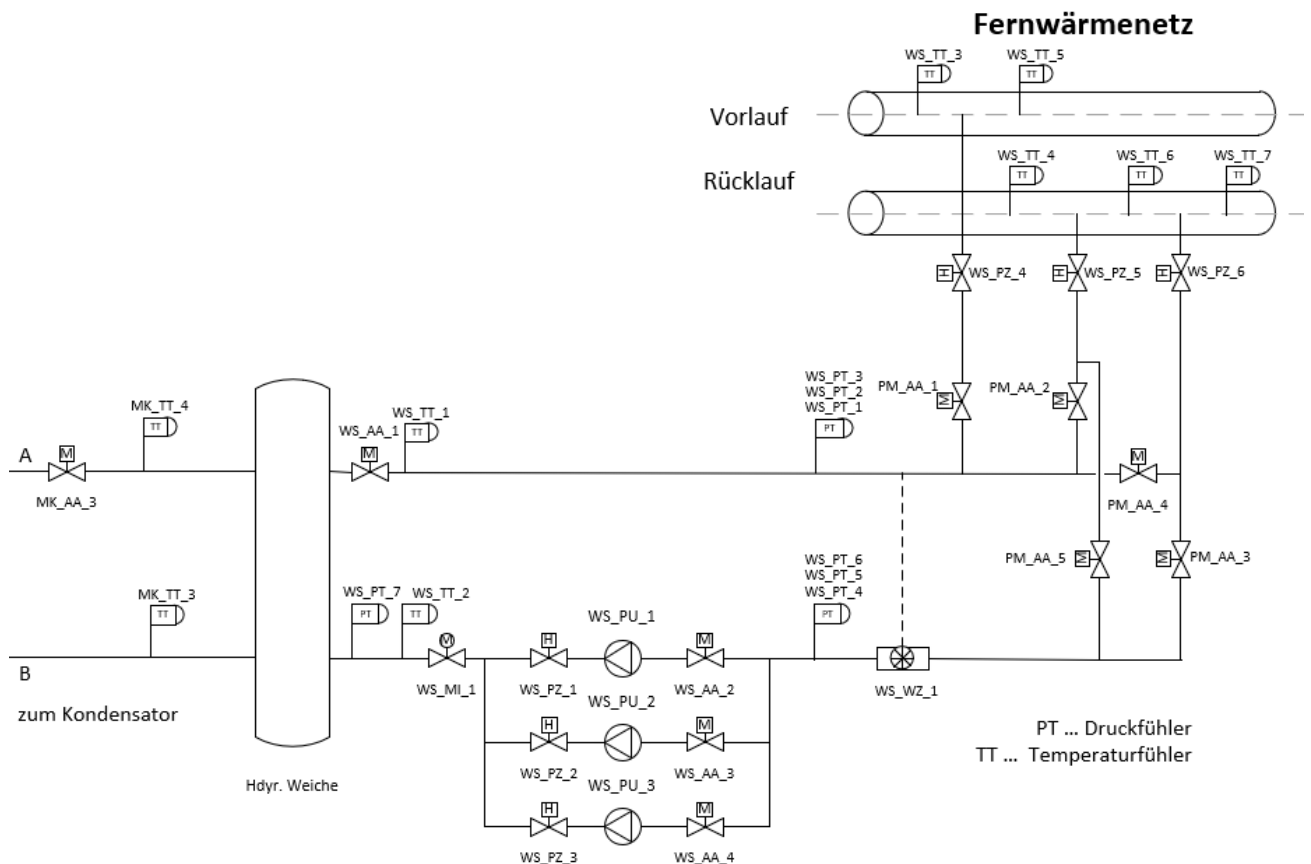 Fernwärmenetz
WS_TT_3
WS_TT_5
TT
TT
Vorlauf
WS_TT_4
WS_TT_6
WS_TT_7
Rücklauf
TT
TT
TT
H
WS_PZ_4
H
WS_PZ_5
H
WS_PZ_6
WS_PT_3
WS_PT_2
WS_PT_1
PT
PM_AA_1
M
PM_AA_2
M
MK_TT_4
TT
WS_TT_1
TT
WS_AA_1
A
M
M
M
MK_AA_3
PM_AA_4
WS_PT_6
WS_PT_5
WS_PT_4
PT
PM_AA_5
M
M
PM_AA_3
MK_TT_3
TT
WS_PT_7
PT
WS_TT_2
TT
WS_PU_1
M
H
M
B
WS_MI_1
WS_PZ_1
WS_AA_2
WS_WZ_1
WS_PU_2
zum Kondensator
H
M
PT ... Druckfühler
TT ... Temperaturfühler
WS_PZ_2
WS_AA_3
WS_PU_3
Hdyr. Weiche
H
M
WS_PZ_3
WS_AA_4